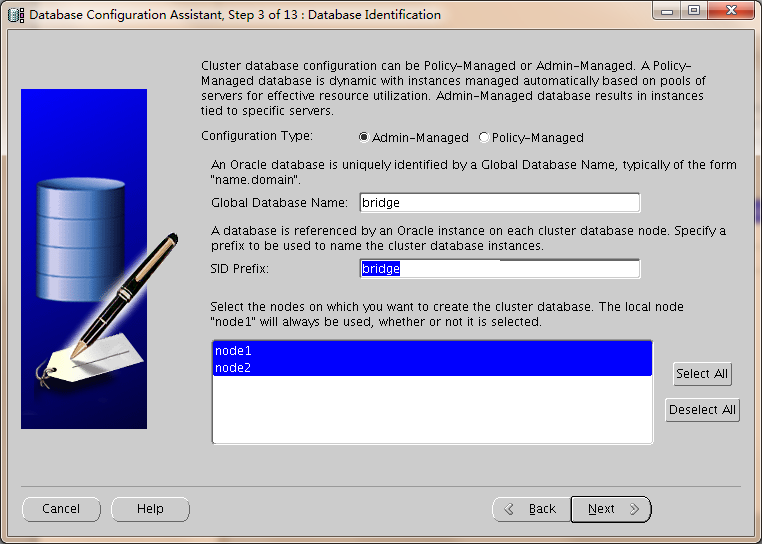 Database Configuration Assistant, Step 3 of 13 : Database Identification
Cluster database configuration can be Policy-Managed or Admin-Managed. A Policy-
Managed database is dynamic with instances managed automatically based on pools of
servers for effective resource utilization. Admin-Managed database results in instances
tied to specific servers.
Configuration Type: Admin-Managed Policy-Managed
An Oracle database is uniquely identified by a Global Database Name, typically of the form
"name.domain".
Global Database Name: bridge
A database is referenced by an Oracle instance on each cluster database node. Specify a
prefix to be used to name the cluster database instances.
SID Prefix: bridge
Select the nodes on which you want to create the cluster database. The local node
"node1" will always be used, whether or not it is selected.
node1
node2
Select All
Deselect All
Cancel Help Back Next